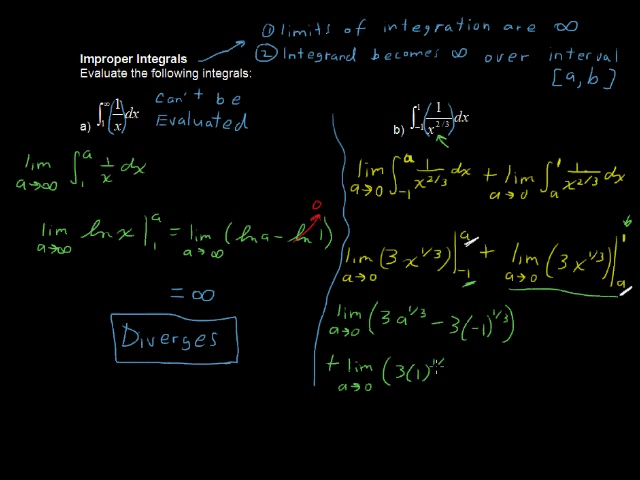 ① limits of integration are ∞
② Integrand becomes ∞ over interval
[a,b]
Improper Integrals
Evaluate the following integrals:
a) ∫₁^∞ (1/x) dx
can't be
Evaluated
lim a→∞ ∫₁^a 1/x dx
lim a→∞ ln x |₁^a = lim a→∞ (ln a - ln 1)
0
= ∞
Diverges
b) ∫₋₁^1 (1/x^{2/3}) dx
lim a→0 ∫₋₁^a 1/x^{2/3} dx + lim a→0 ∫ₐ^1 1/x^{2/3} dx
lim a→0 (3x^{1/3}) |₋₁^a + lim a→0 (3x^{1/3}) |ₐ^1
lim a→0 (3a^{1/3} - 3(-1)^{1/3})
+ lim a→0 (3(1)